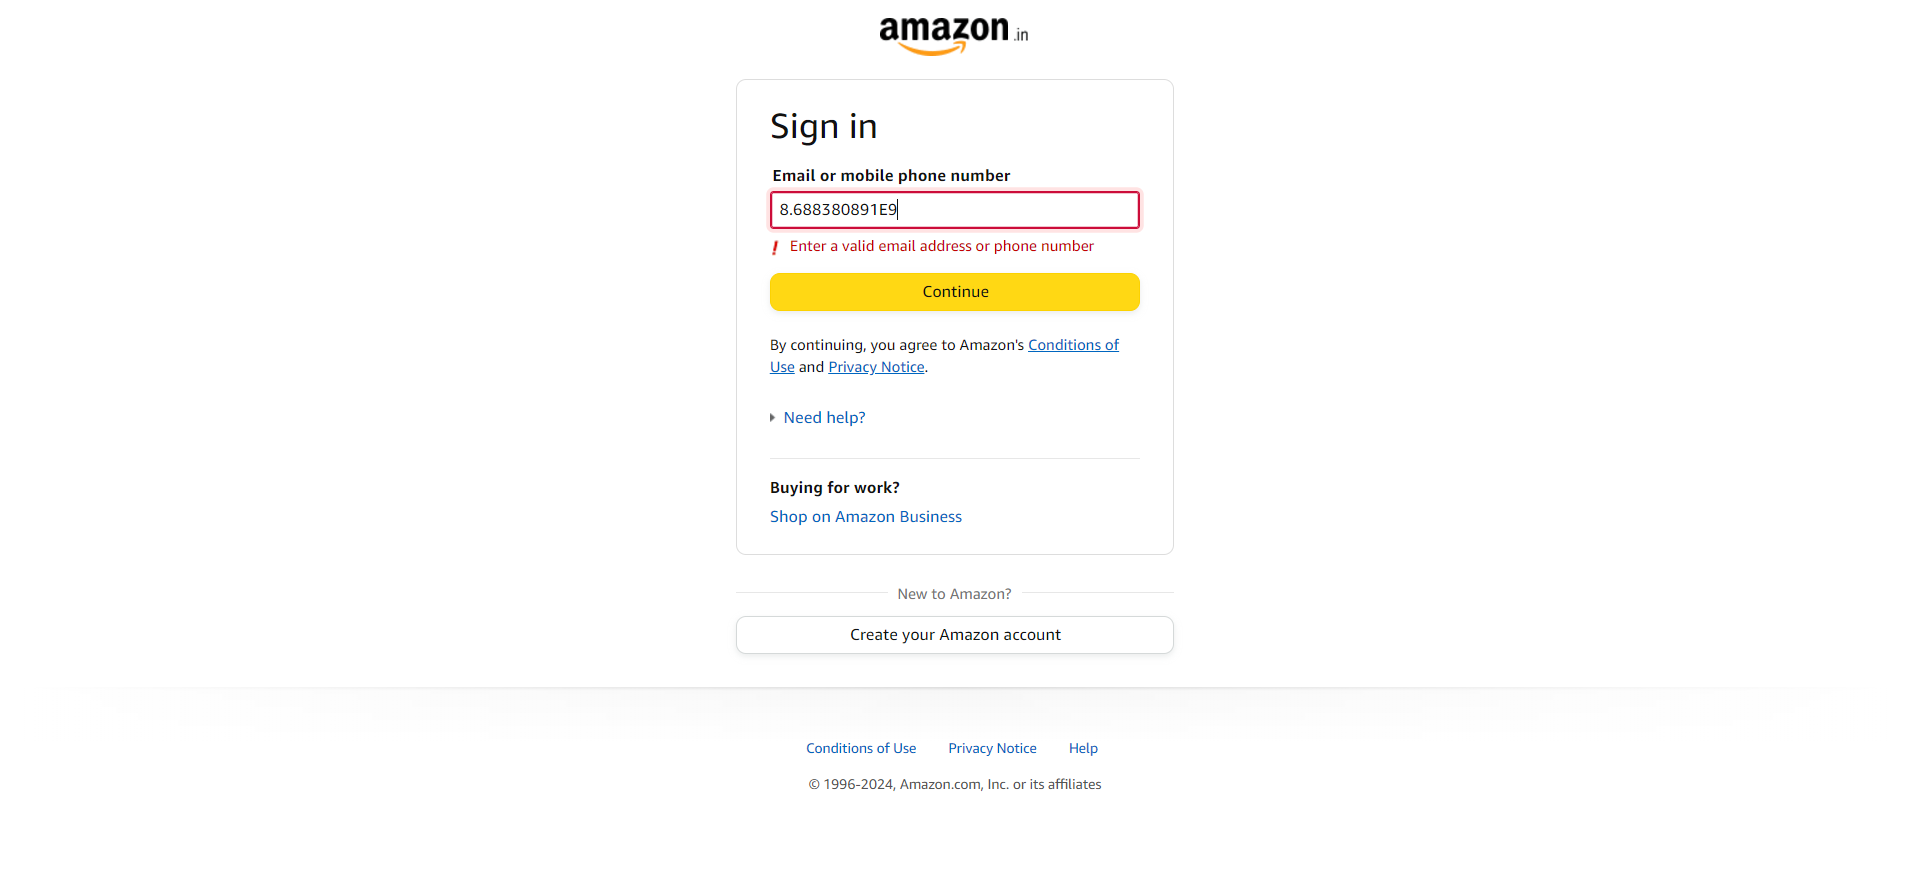 amazon.in
Sign in
Email or mobile phone number
8.688380891E9
! Enter a valid email address or phone number
Continue
By continuing, you agree to Amazon's Conditions of
Use and Privacy Notice.
Need help?
Buying for work?
Shop on Amazon Business
New to Amazon?
Create your Amazon account
Conditions of Use Privacy Notice Help
© 1996-2024, Amazon.com, Inc. or its affiliates